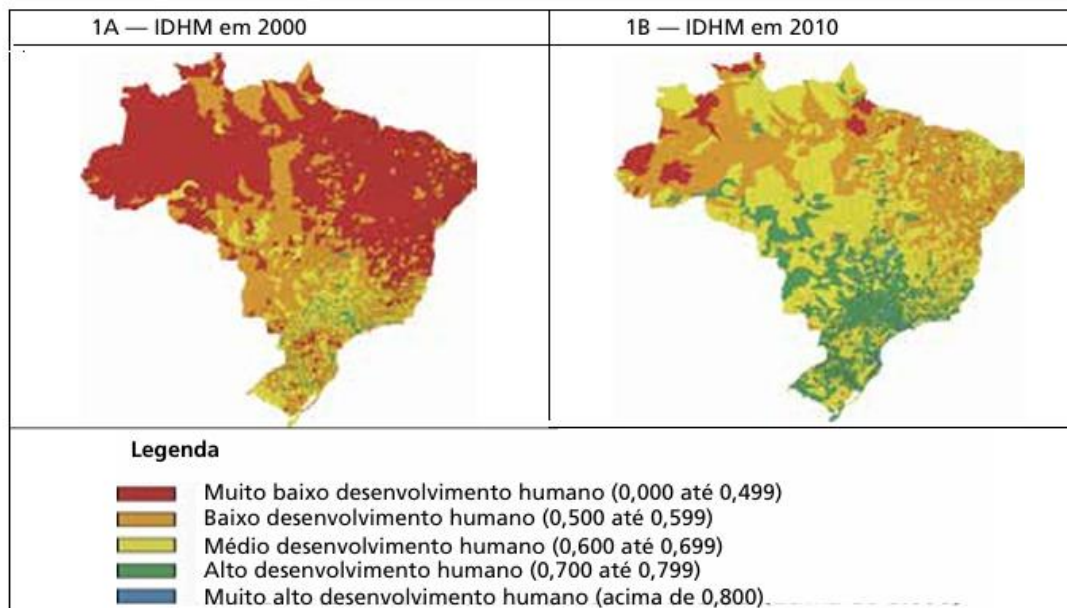 1A — IDHM em 2000
1B — IDHM em 2010
Legenda
Muito baixo desenvolvimento humano (0,000 até 0,499)
Baixo desenvolvimento humano (0,500 até 0,599)
Médio desenvolvimento humano (0,600 até 0,699)
Alto desenvolvimento humano (0,700 até 0,799)
Muito alto desenvolvimento humano (acima de 0,800)